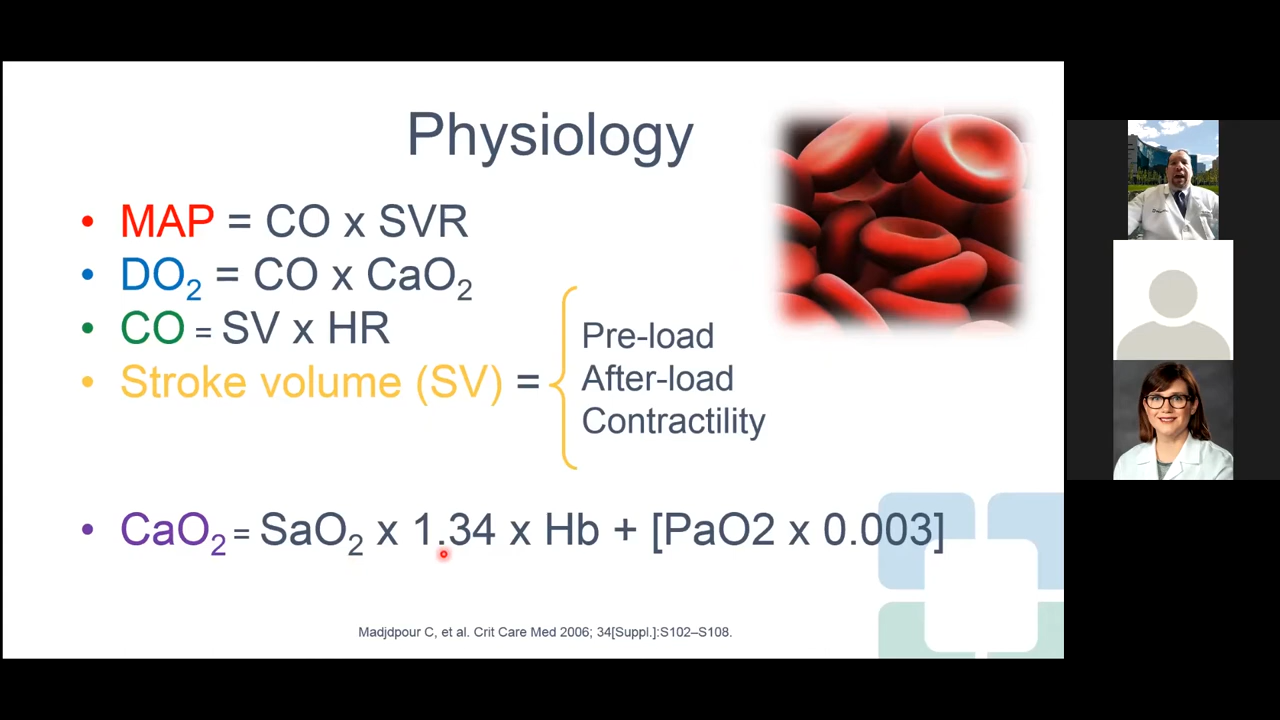 Physiology
• MAP = CO x SVR
• DO₂ = CO x CaO₂
• CO = SV x HR
• Stroke volume (SV) =
Pre-load
After-load
Contractility
• CaO₂ = SaO₂ x 1.34 x Hb + [PaO2 x 0.003]
Madjdpour C, et al. Crit Care Med 2006; 34[Suppl.]:S102–S108.